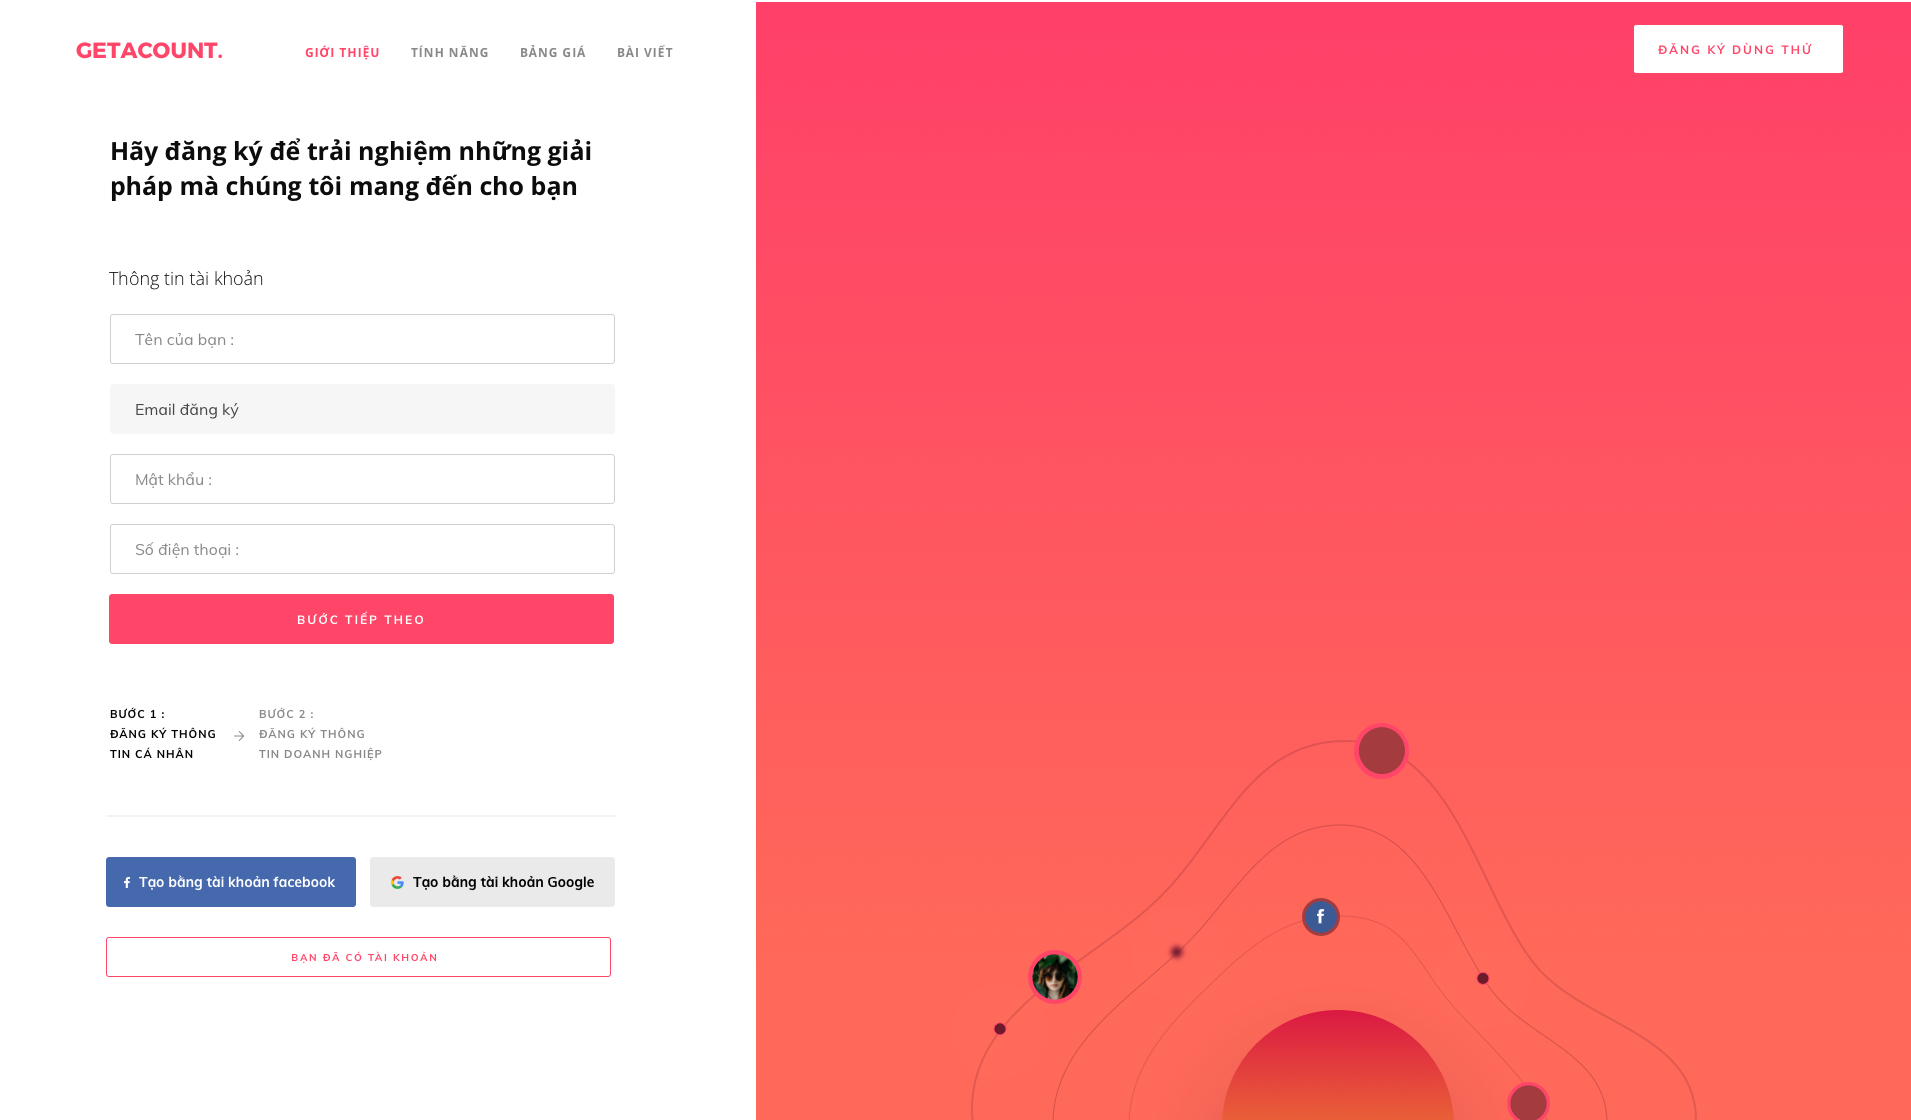 GETACOUNT.
GIỚI THIỆU
TÍNH NĂNG
BẢNG GIÁ
BÀI VIẾT
ĐĂNG KÝ DÙNG THỬ
Hãy đăng ký để trải nghiệm những giải
pháp mà chúng tôi mang đến cho bạn
Thông tin tài khoản
Tên của bạn :
Email đăng ký
Mật khẩu :
Số điện thoại :
BƯỚC TIẾP THEO
BƯỚC 1 :
ĐĂNG KÝ THÔNG
TIN CÁ NHÂN
BƯỚC 2 :
ĐĂNG KÝ THÔNG
TIN DOANH NGHIỆP
Tạo bằng tài khoản facebook
Tạo bằng tài khoản Google
BẠN ĐÃ CÓ TÀI KHOẢN